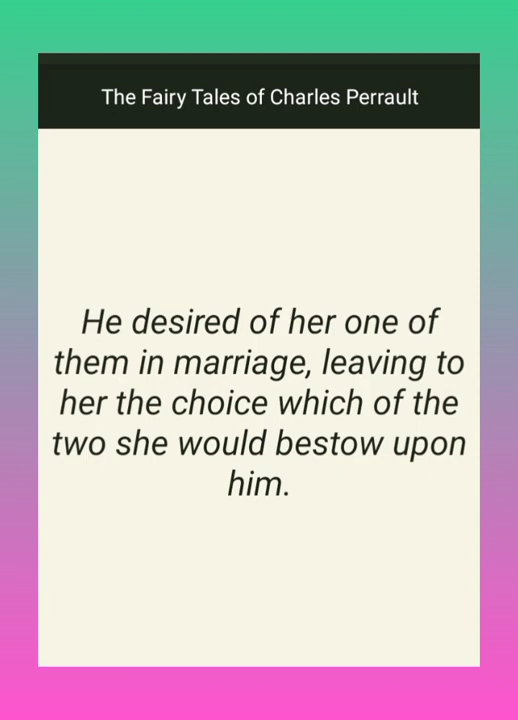 The Fairy Tales of Charles Perrault
He desired of her one of
them in marriage, leaving to
her the choice which of the
two she would bestow upon
him.